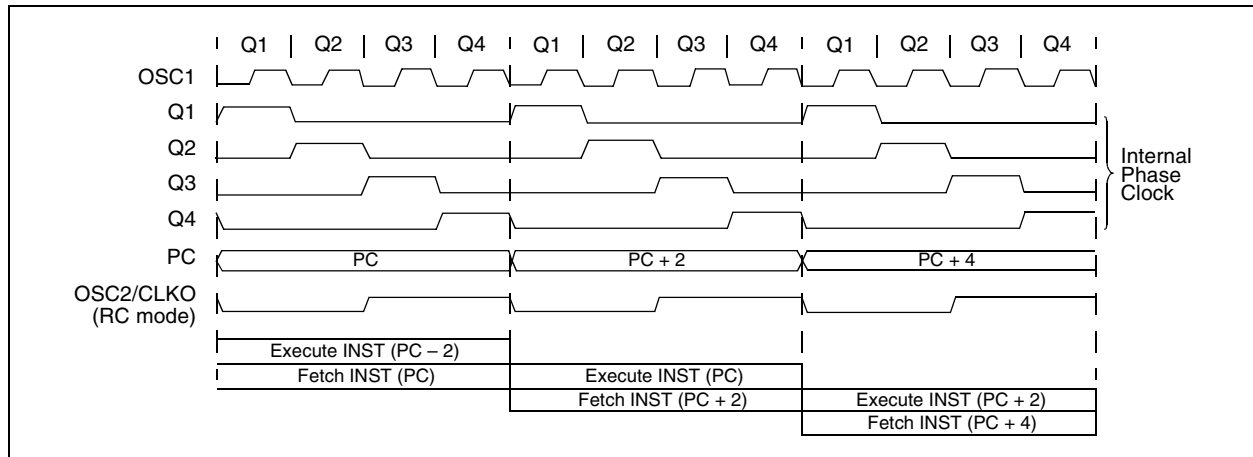 Q1 Q2 Q3 Q4 Q1 Q2 Q3 Q4 Q1 Q2 Q3 Q4
OSC1
Q1
Q2
Q3
Q4
Internal
Phase
Clock
PC PC PC + 2 PC + 4
OSC2/CLKO
(RC mode)
Execute INST (PC – 2)
Fetch INST (PC) Execute INST (PC)
Fetch INST (PC + 2) Execute INST (PC + 2)
Fetch INST (PC + 4)